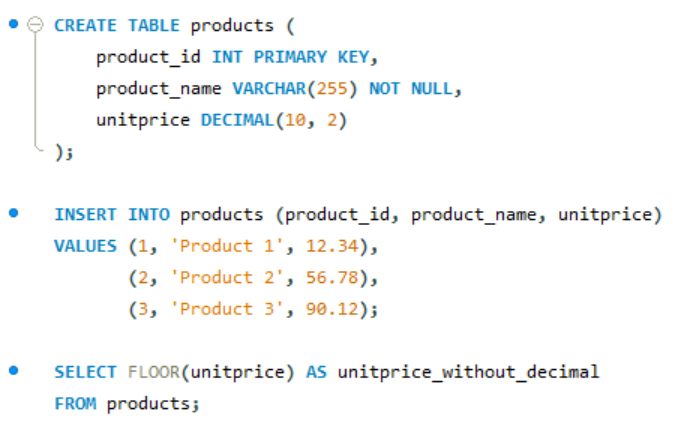 CREATE TABLE products (
product_id INT PRIMARY KEY,
product_name VARCHAR(255) NOT NULL,
unitprice DECIMAL(10, 2)
);
INSERT INTO products (product_id, product_name, unitprice)
VALUES (1, 'Product 1', 12.34),
(2, 'Product 2', 56.78),
(3, 'Product 3', 90.12);
SELECT FLOOR(unitprice) AS unitprice_without_decimal
FROM products;